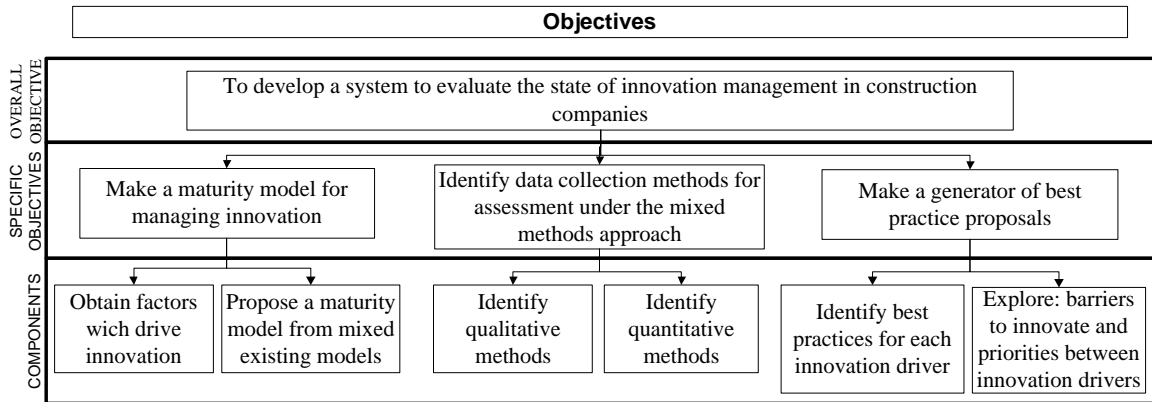 Objectives
OVERALL
OBJECTIVE
To develop a system to evaluate the state of innovation management in construction
companies
SPECIFIC
OBJECTIVES
Make a maturity model for
managing innovation
Identify data collection methods for
assessment under the mixed
methods approach
Make a generator of best
practice proposals
COMPONENTS
Obtain factors
wich drive
innovation
Propose a maturity
model from mixed
existing models
Identify
qualitative
methods
Identify
quantitative
methods
Identify best
practices for each
innovation driver
Explore: barriers
to innovate and
priorities between
innovation drivers